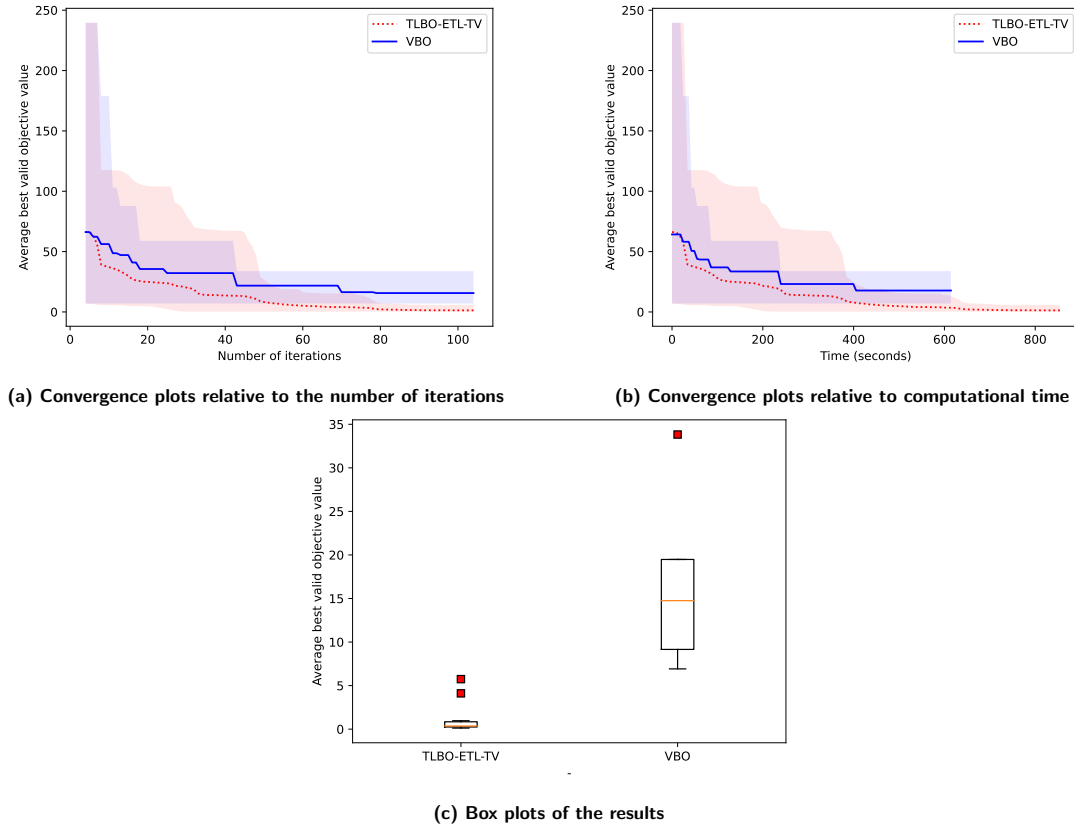 250
200
150
100
50
0
Average best valid objective value
TLBO-ETL-TV
VBO
0 20 40 60 80 100
Number of iterations
(a) Convergence plots relative to the number of iterations
250
200
150
100
50
0
Average best valid objective value
TLBO-ETL-TV
VBO
0 200 400 600 800
Time (seconds)
(b) Convergence plots relative to computational time
35
30
25
20
15
10
5
0
Average best valid objective value
TLBO-ETL-TV VBO
-
(c) Box plots of the results